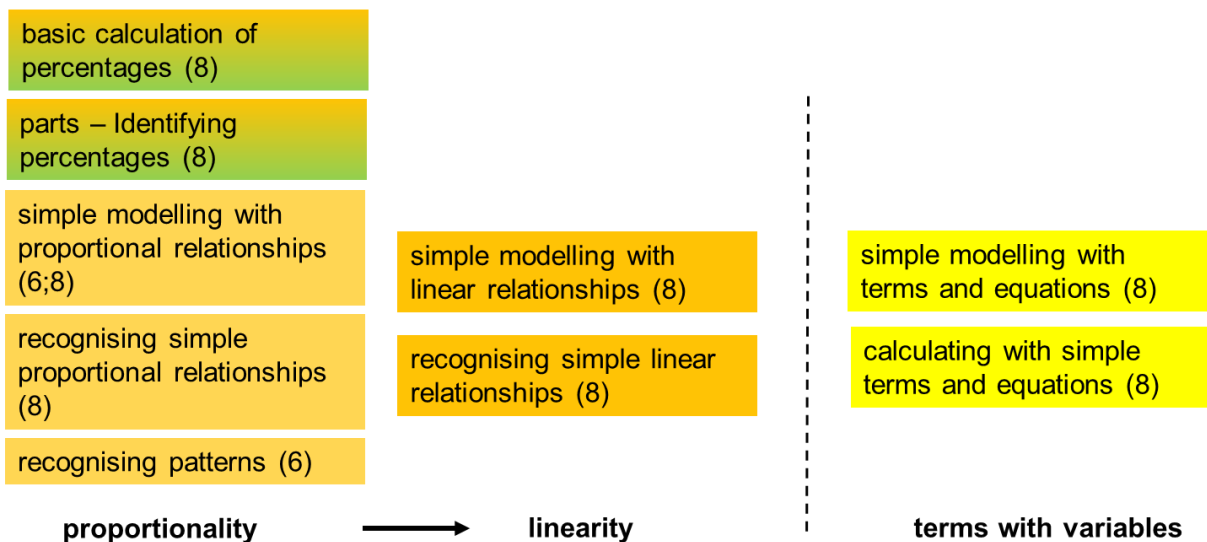 basic calculation of
percentages (8)
parts – Identifying
percentages (8)
simple modelling with
proportional relationships
(6;8)
recognising simple
proportional relationships
(8)
recognising patterns (6)
proportionality
simple modelling with
linear relationships (8)
recognising simple linear
relationships (8)
linearity
simple modelling with
terms and equations (8)
calculating with simple
terms and equations (8)
terms with variables